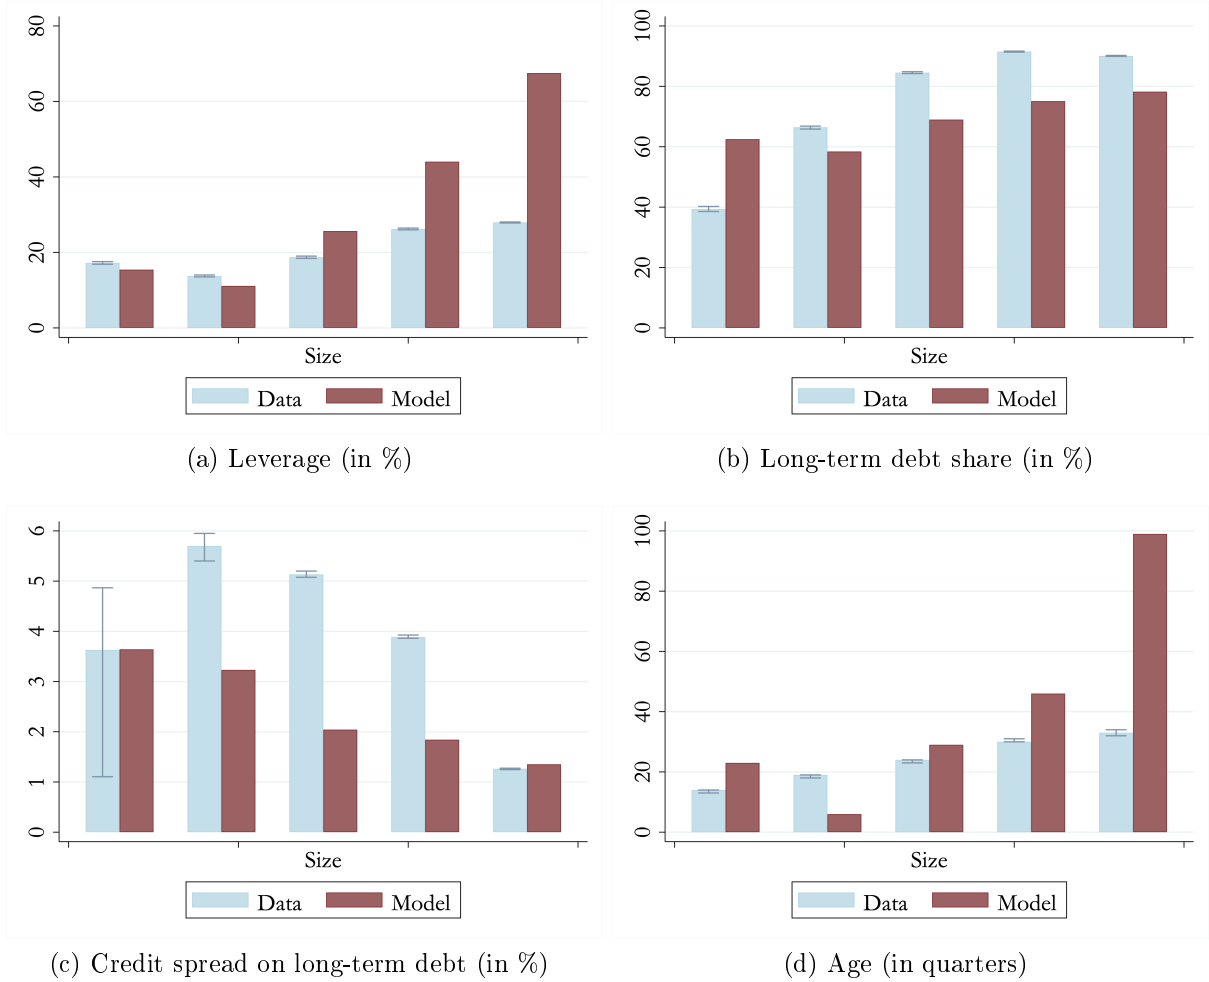 80
60
40
20
0
Size
Data Model
(a) Leverage (in %)
100
80
60
40
20
0
Size
Data Model
(b) Long-term debt share (in %)
6
5
4
3
2
1
0
Size
Data Model
(c) Credit spread on long-term debt (in %)
100
80
60
40
20
0
Size
Data Model
(d) Age (in quarters)